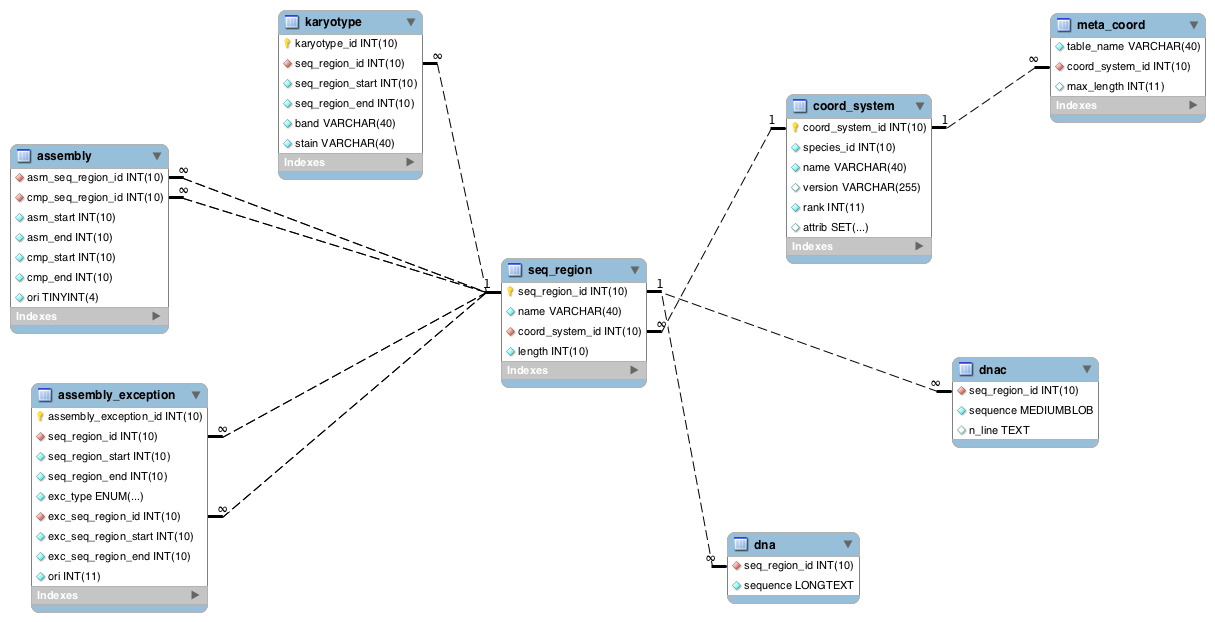 karyotype
karyotype_id INT(10)
seq_region_id INT(10)
seq_region_start INT(10)
seq_region_end INT(10)
band VARCHAR(40)
stain VARCHAR(40)
Indexes
∞
meta_coord
table_name VARCHAR(40)
coord_system_id INT(10)
max_length INT(11)
Indexes
∞
coord_system
coord_system_id INT(10)
species_id INT(10)
name VARCHAR(40)
version VARCHAR(255)
rank INT(11)
attrib SET(...)
Indexes
1
1
assembly
asm_seq_region_id INT(10)
cmp_seq_region_id INT(10)
asm_start INT(10)
asm_end INT(10)
cmp_start INT(10)
cmp_end INT(10)
ori TINYINT(4)
Indexes
∞
∞
seq_region
seq_region_id INT(10)
name VARCHAR(40)
coord_system_id INT(10)
length INT(10)
Indexes
1
1
∞
assembly_exception
assembly_exception_id INT(10)
seq_region_id INT(10)
seq_region_start INT(10)
seq_region_end INT(10)
exc_type ENUM(...)
exc_seq_region_id INT(10)
exc_seq_region_start INT(10)
exc_seq_region_end INT(10)
ori INT(11)
Indexes
∞
∞
dnac
seq_region_id INT(10)
sequence MEDIUMBLOB
n_line TEXT
∞
dna
seq_region_id INT(10)
sequence LONGTEXT
∞